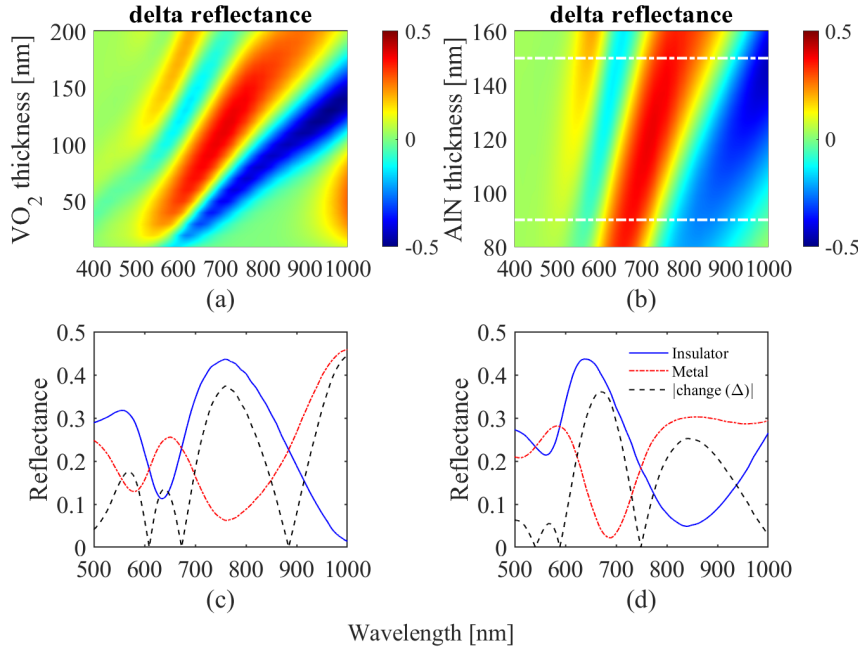 delta reflectance
VO2 thickness [nm]
200
150
100
50
400 500 600 700 800 900 1000
0.5
0
-0.5
(a)
delta reflectance
AlN thickness [nm]
160
140
120
100
80
400 500 600 700 800 900 1000
0.5
0
-0.5
(b)
Reflectance
0.5
0.4
0.3
0.2
0.1
0
500 600 700 800 900 1000
(c)
Reflectance
0.5
0.4
0.3
0.2
0.1
0
Insulator
Metal
|change (Δ)|
500 600 700 800 900 1000
(d)
Wavelength [nm]